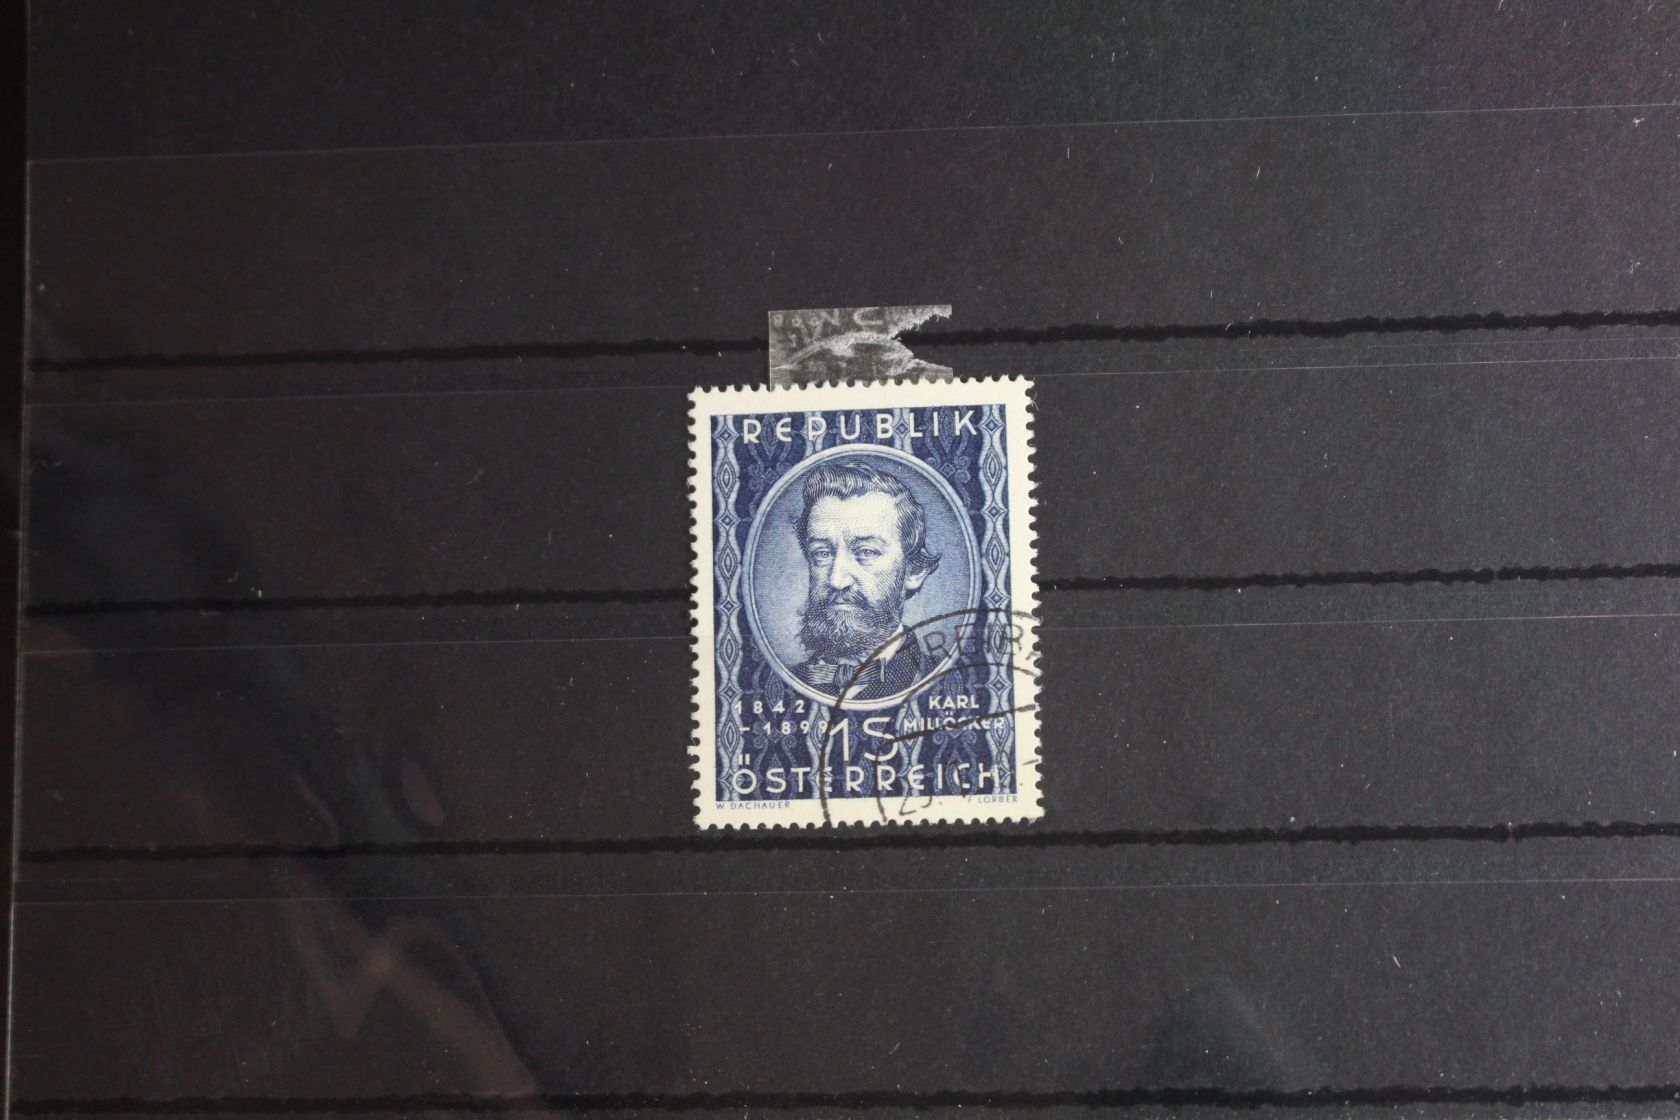 REPUBLIK
1842
-1899
1S
KARL
MILLÖCKER
ÖSTERREICH
W. DACHAUER
F. LORBER